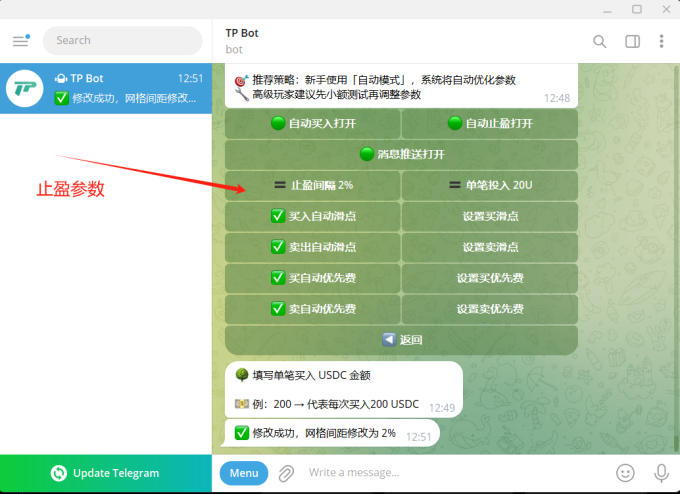 Search
TP Bot
bot
TP
TP Bot
12:51
修改成功，网格间距修改...
推荐策略：新手使用「自动模式」，系统将自动优化参数
高级玩家建议先小额测试再调整参数
12:48
自动买入打开
自动止盈打开
消息推送打开
止盈间隔 2%
单笔投入 20U
买入自动滑点
设置买滑点
卖出自动滑点
设置卖滑点
买自动优先费
设置买优先费
卖自动优先费
设置卖优先费
返回
止盈参数
填写单笔买入 USDC 金额
例：200 → 代表每次买入200 USDC
12:49
修改成功，网格间距修改为 2%
12:51
Update Telegram
Menu
Write a message...